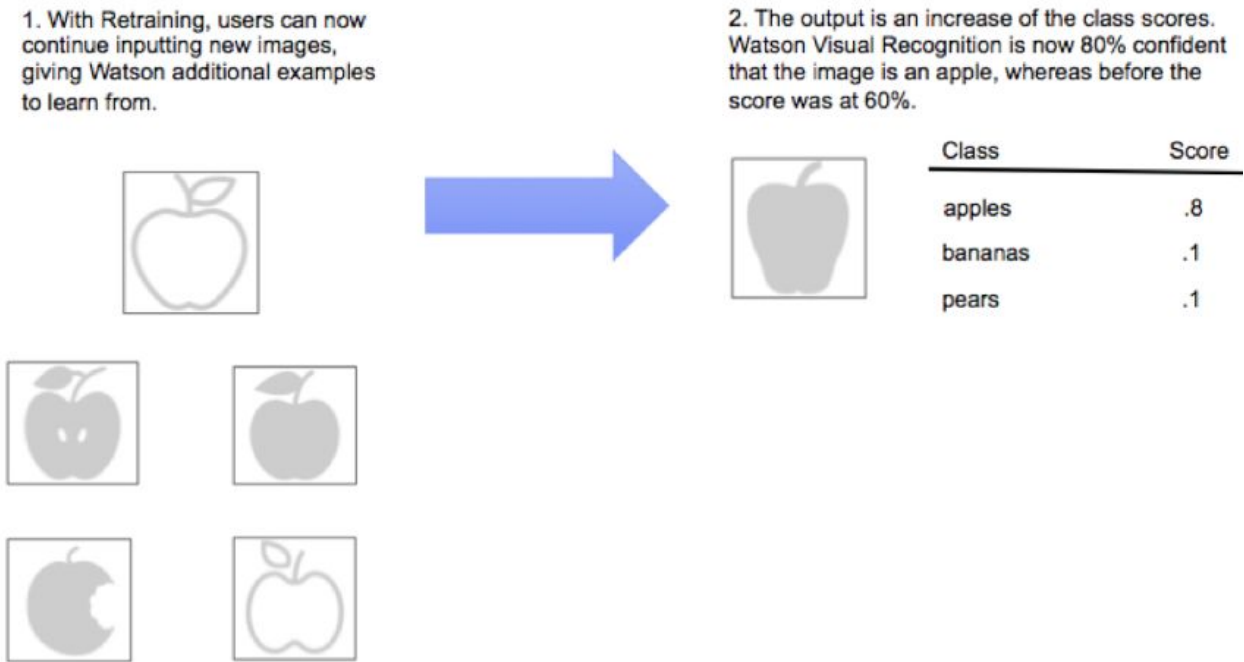 1. With Retraining, users can now
continue inputting new images,
giving Watson additional examples
to learn from.
2. The output is an increase of the class scores.
Watson Visual Recognition is now 80% confident
that the image is an apple, whereas before the
score was at 60%.
Class Score
apples .8
bananas .1
pears .1